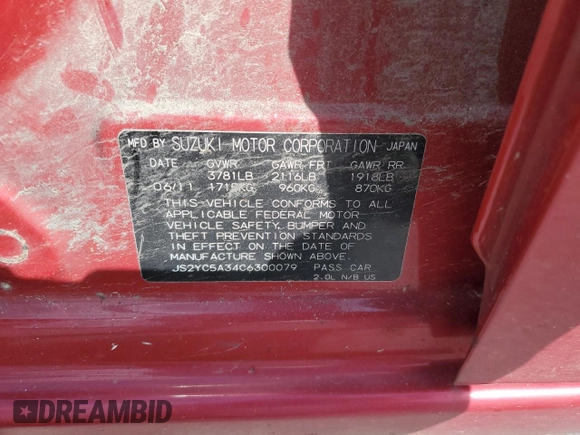 MFD BY SUZUKI MOTOR CORPORATION JAPAN
DATE GVWR GAWR FRT GAWR RR
3781LB 2116LB 1918LB
06/11 1715KG 960KG 870KG
THIS VEHICLE CONFORMS TO ALL
APPLICABLE FEDERAL MOTOR
VEHICLE SAFETY, BUMPER AND
THEFT PREVENTION STANDARDS
IN EFFECT ON THE DATE OF
MANUFACTURE SHOWN ABOVE.
JS2YC5A34C6300079 PASS CAR
2.0L N/B US
DREAMBID